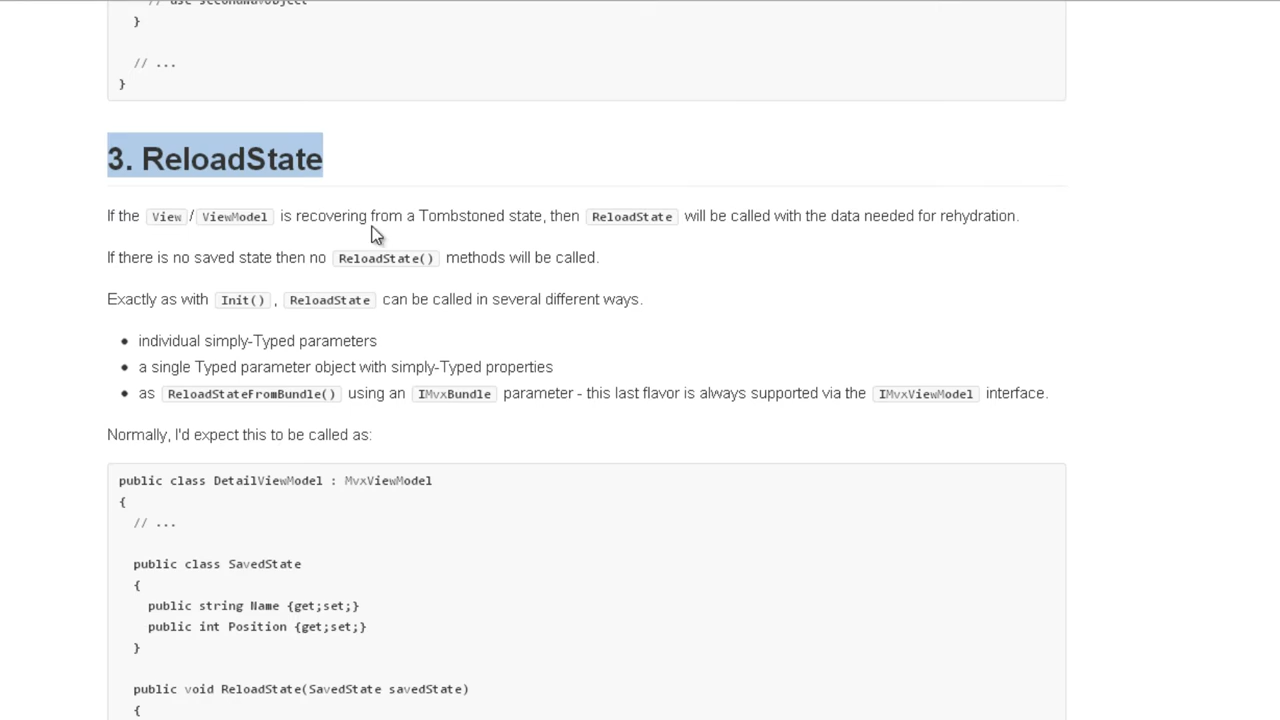 }
// ...
}
3. ReloadState
If the View / ViewModel is recovering from a Tombstoned state, then ReloadState will be called with the data needed for rehydration.
If there is no saved state then no ReloadState() methods will be called.
Exactly as with Init() , ReloadState can be called in several different ways.
• individual simply-Typed parameters
• a single Typed parameter object with simply-Typed properties
• as ReloadStateFromBundle() using an IMvxBundle parameter - this last flavor is always supported via the IMvxViewModel interface.
Normally, I'd expect this to be called as:
public class DetailViewModel : MvxViewModel
{
// ...
public class SavedState
{
public string Name {get;set;}
public int Position {get;set;}
}
public void ReloadState(SavedState savedState)
{